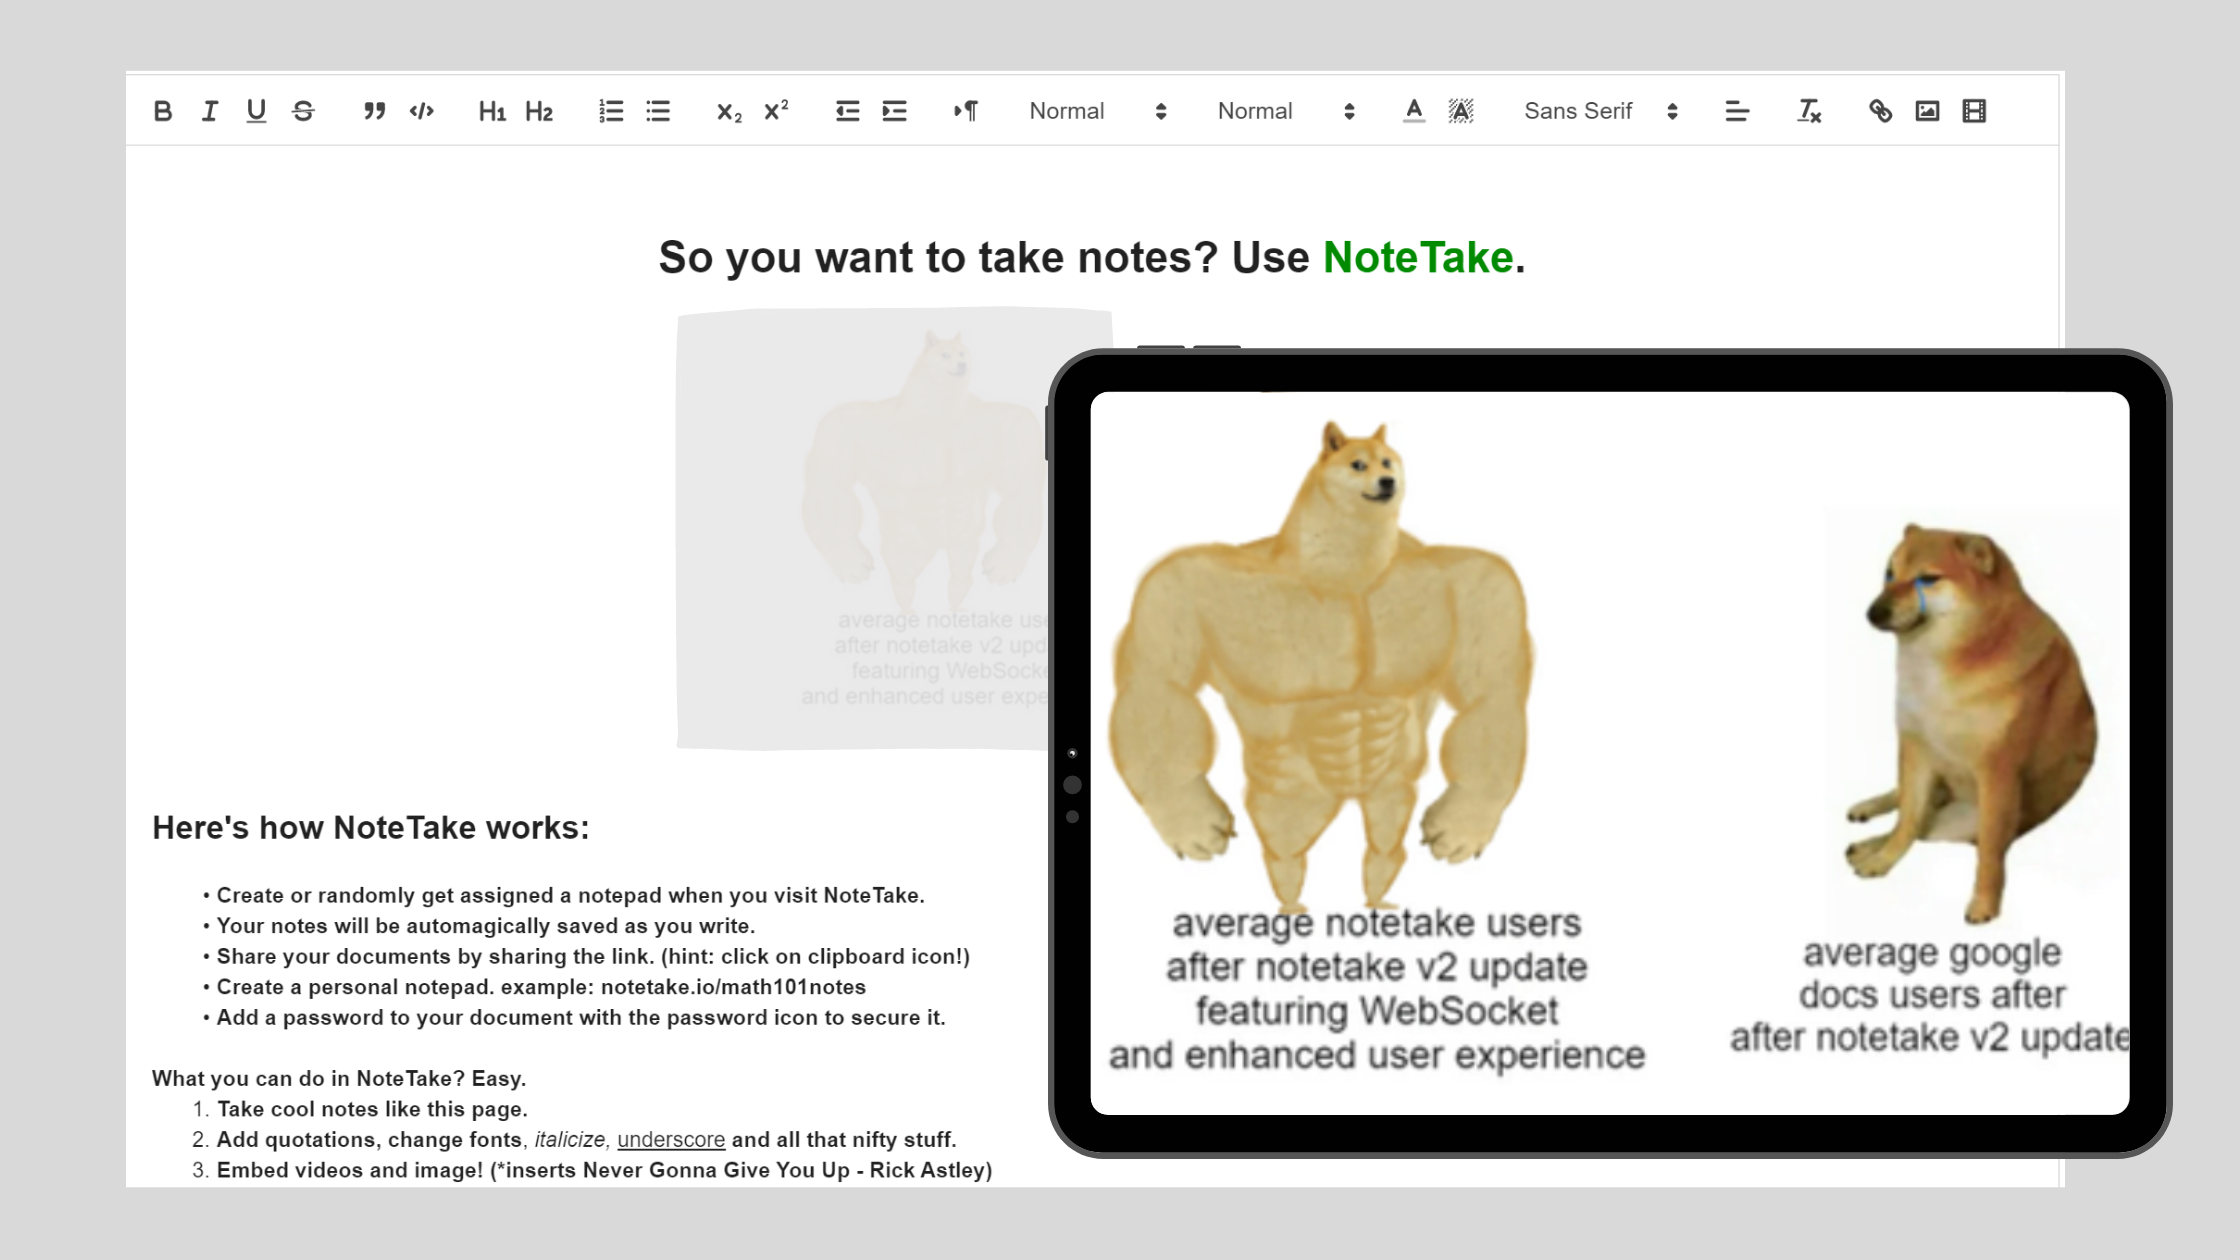 Normal Normal Sans Serif
So you want to take notes? Use NoteTake.
average notetake use
after notetake v2 upda
featuring WebSocke
and enhanced user expe
average notetake users
after notetake v2 update
featuring WebSocket
and enhanced user experience
average google
docs users after
after notetake v2 update
Here's how NoteTake works:
• Create or randomly get assigned a notepad when you visit NoteTake.
• Your notes will be automagically saved as you write.
• Share your documents by sharing the link. (hint: click on clipboard icon!)
• Create a personal notepad. example: notetake.io/math101notes
• Add a password to your document with the password icon to secure it.
What you can do in NoteTake? Easy.
1. Take cool notes like this page.
2. Add quotations, change fonts, italicize, underscore and all that nifty stuff.
3. Embed videos and image! (*inserts Never Gonna Give You Up - Rick Astley)